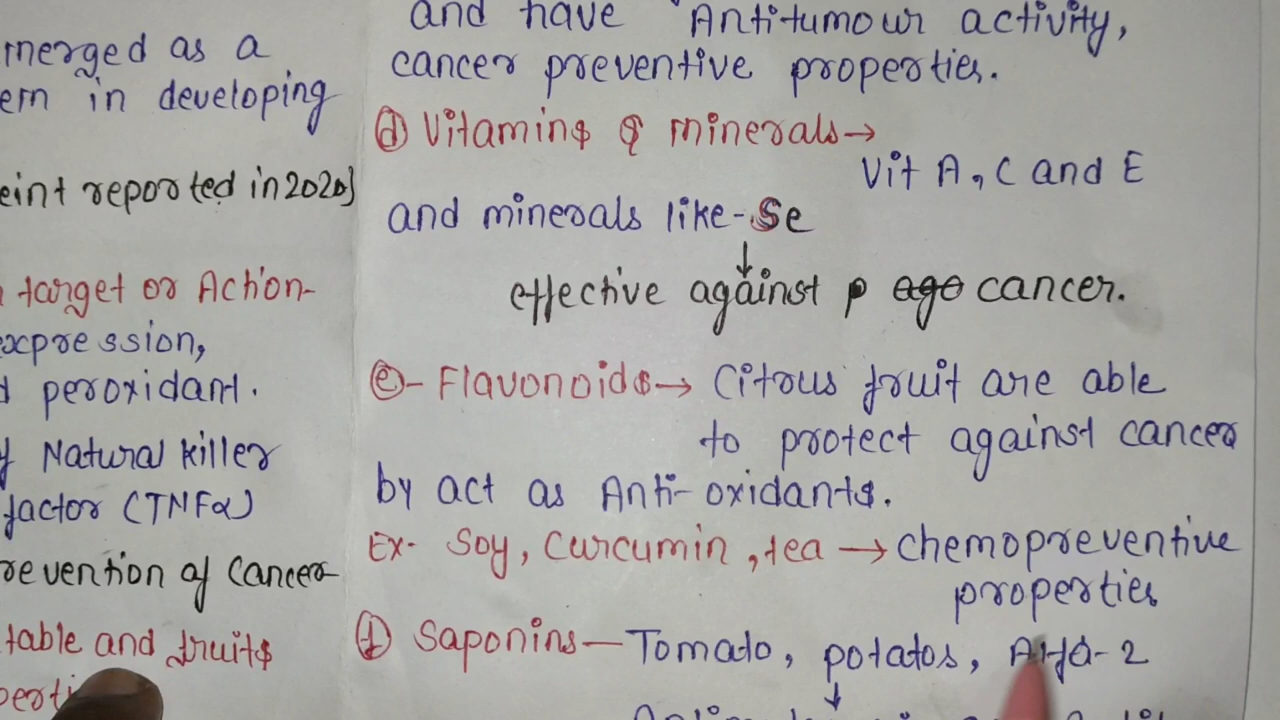 merged as a
ern in developing
eint reported in 2020}
target or Action-
expression,
d peroxidant.
f Natural killer
factor (TNFα)
revention of Cancer
table and fruits
perti
and have Antitumour activity,
cancer preventive properties.
(d) Vitamins & minerals→
Vit A, C and E
and minerals like-Se
↓
effective against p ago cancer.
(e)- Flavonoids→ Citrous fruit are able
to protect against cancer
by act as Anti-oxidants.
Ex- Soy, Curcumin, tea → Chemopreventive
properties
(f) Saponins—Tomato, potatos,
↓